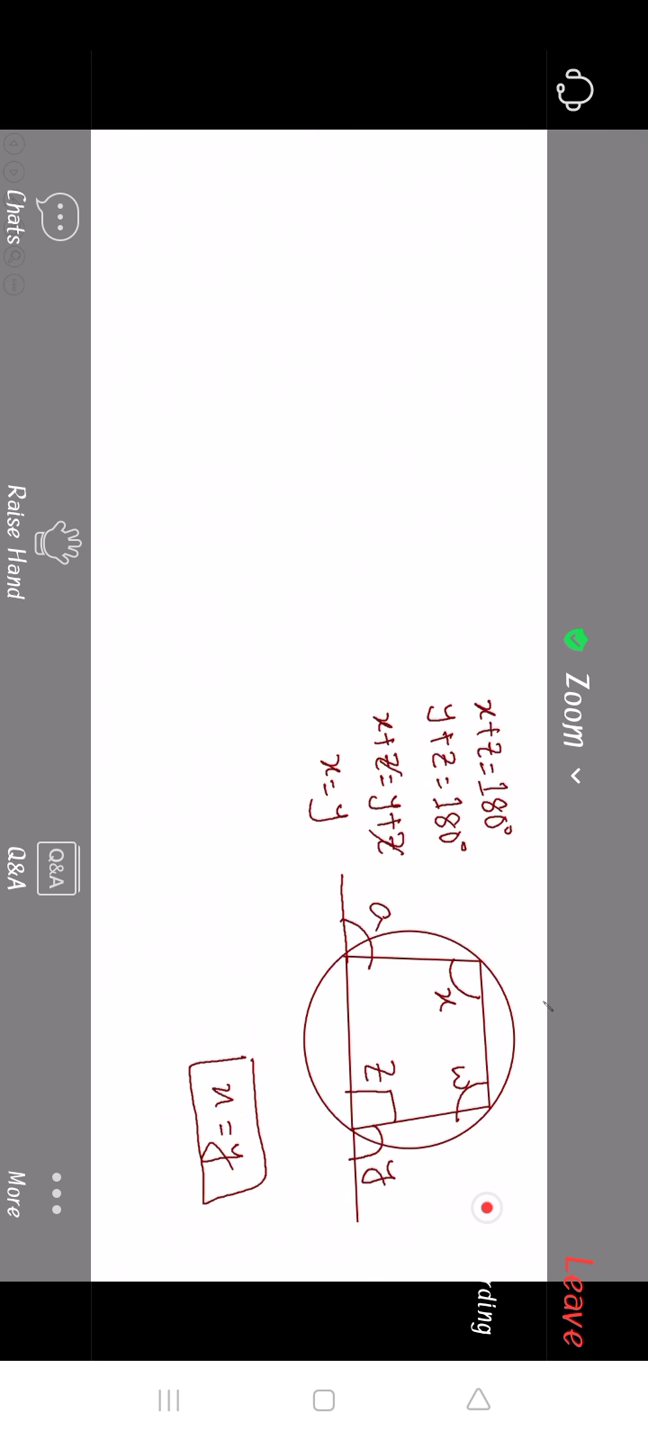 Zoom
Leave
rding
x+z=180°
y+z=180°
x+z=y+z
x=y
a
x
w
z
y
x=y
Chats
Raise Hand
Q&A
Q&A
More